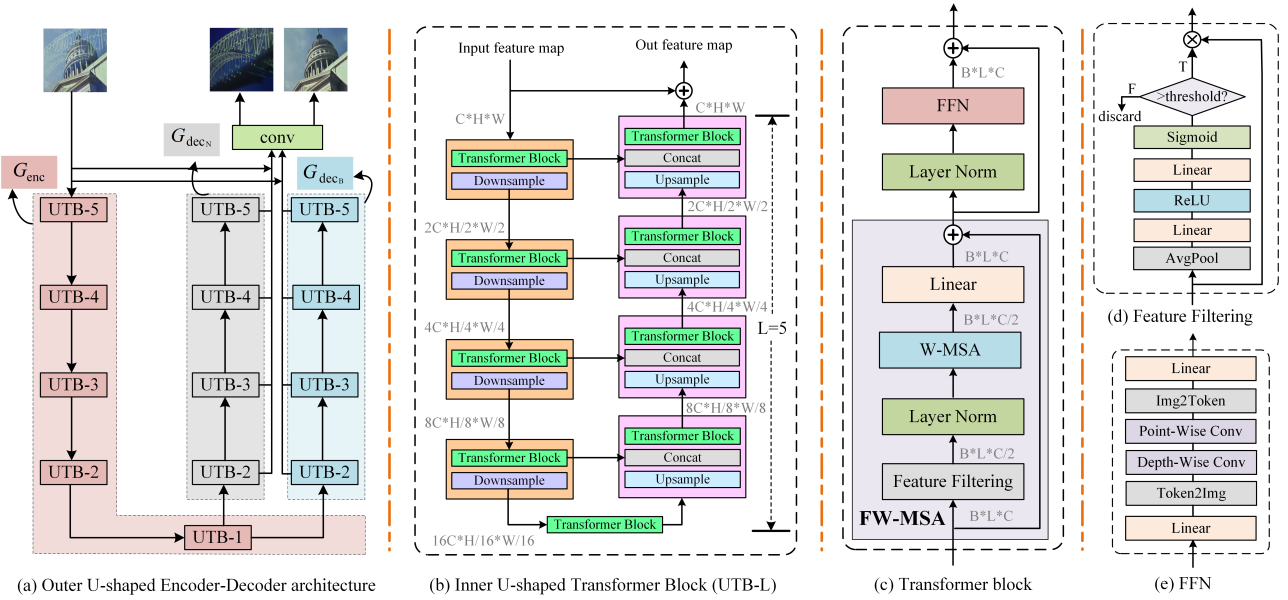 G_dec_N
conv
G_enc
G_dec_B
UTB-5
UTB-5
UTB-5
UTB-4
UTB-4
UTB-4
UTB-3
UTB-3
UTB-3
UTB-2
UTB-2
UTB-2
UTB-1
(a) Outer U-shaped Encoder-Decoder architecture
Input feature map
Out feature map
C*H*W
C*H*W
Transformer Block
Downsample
Transformer Block
Concat
Upsample
2C*H/2*W/2
2C*H/2*W/2
Transformer Block
Downsample
Transformer Block
Concat
Upsample
4C*H/4*W/4
4C*H/4*W/4
L=5
Transformer Block
Downsample
Transformer Block
Concat
Upsample
8C*H/8*W/8
8C*H/8*W/8
Transformer Block
Downsample
Transformer Block
Concat
Upsample
Transformer Block
16C*H/16*W/16
(b) Inner U-shaped Transformer Block (UTB-L)
B*L*C
FFN
Layer Norm
B*L*C
Linear
B*L*C/2
W-MSA
Layer Norm
B*L*C/2
Feature Filtering
FW-MSA
B*L*C
(c) Transformer block
T
F
>threshold?
discard
Sigmoid
Linear
ReLU
Linear
AvgPool
(d) Feature Filtering
Linear
Img2Token
Point-Wise Conv
Depth-Wise Conv
Token2Img
Linear
(e) FFN